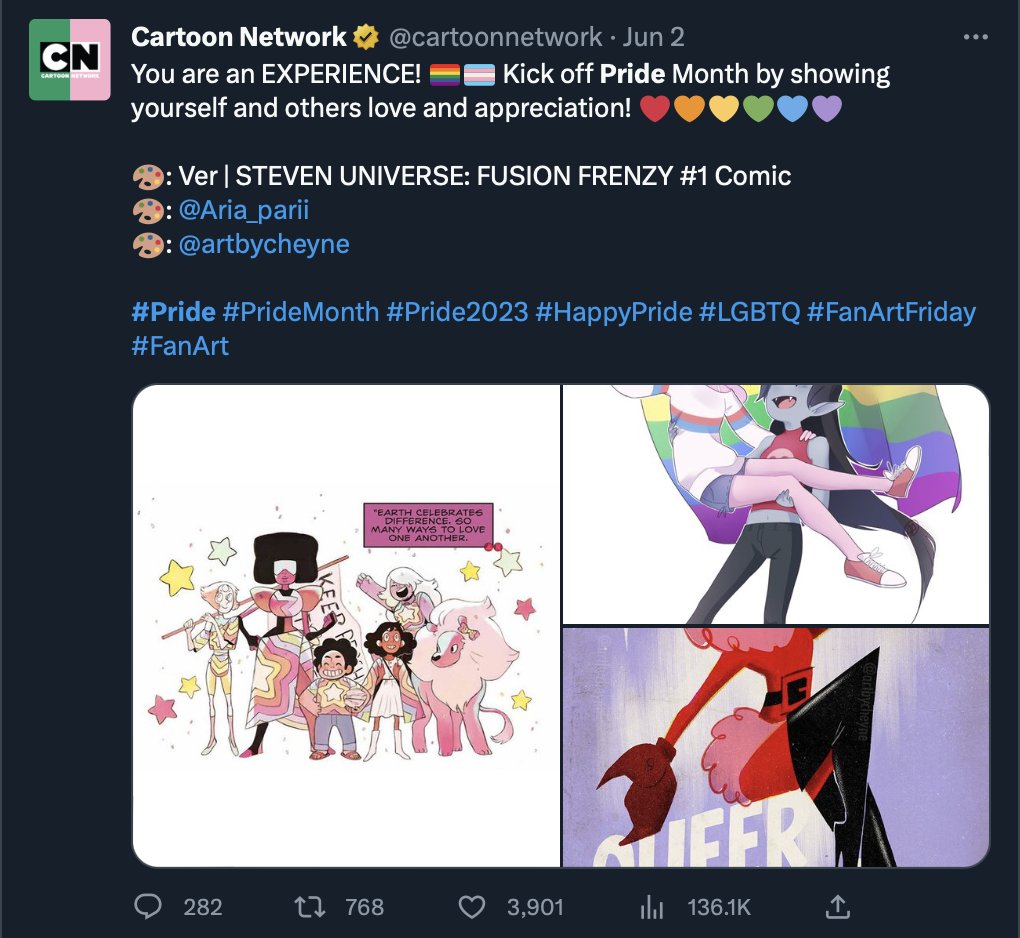 CN
CARTOON NETWORK
Cartoon Network @cartoonnetwork · Jun 2
You are an EXPERIENCE! 🏳️‍🌈🏳️‍⚧️ Kick off Pride Month by showing
yourself and others love and appreciation! ❤️🧡💛💚💙💜
🎨: Ver | STEVEN UNIVERSE: FUSION FRENZY #1 Comic
🎨: @Aria_parii
🎨: @artbycheyne
#Pride #PrideMonth #Pride2023 #HappyPride #LGBTQ #FanArtFriday
#FanArt
"EARTH CELEBRATES
DIFFERENCE. SO
MANY WAYS TO LOVE
ONE ANOTHER.
KEEP
@artbycheyne
QUEER
282 768 3,901 136.1K